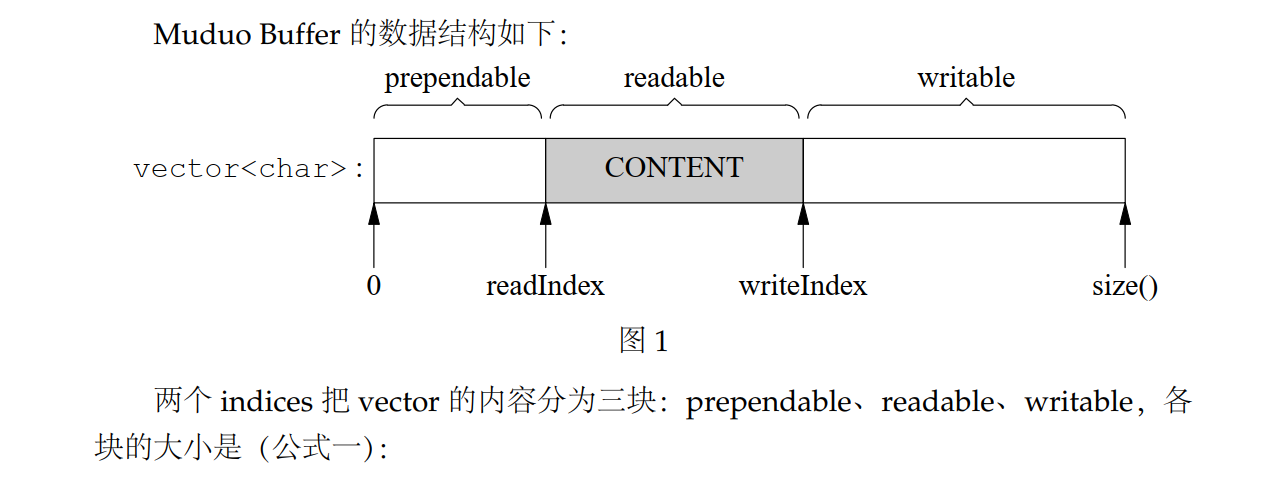 Muduo Buffer 的数据结构如下：
prependable readable writable
vector<char>: CONTENT
0 readIndex writeIndex size()
图 1
两个 indices 把 vector 的内容分为三块：prependable、readable、writable，各
块的大小是（公式一）：